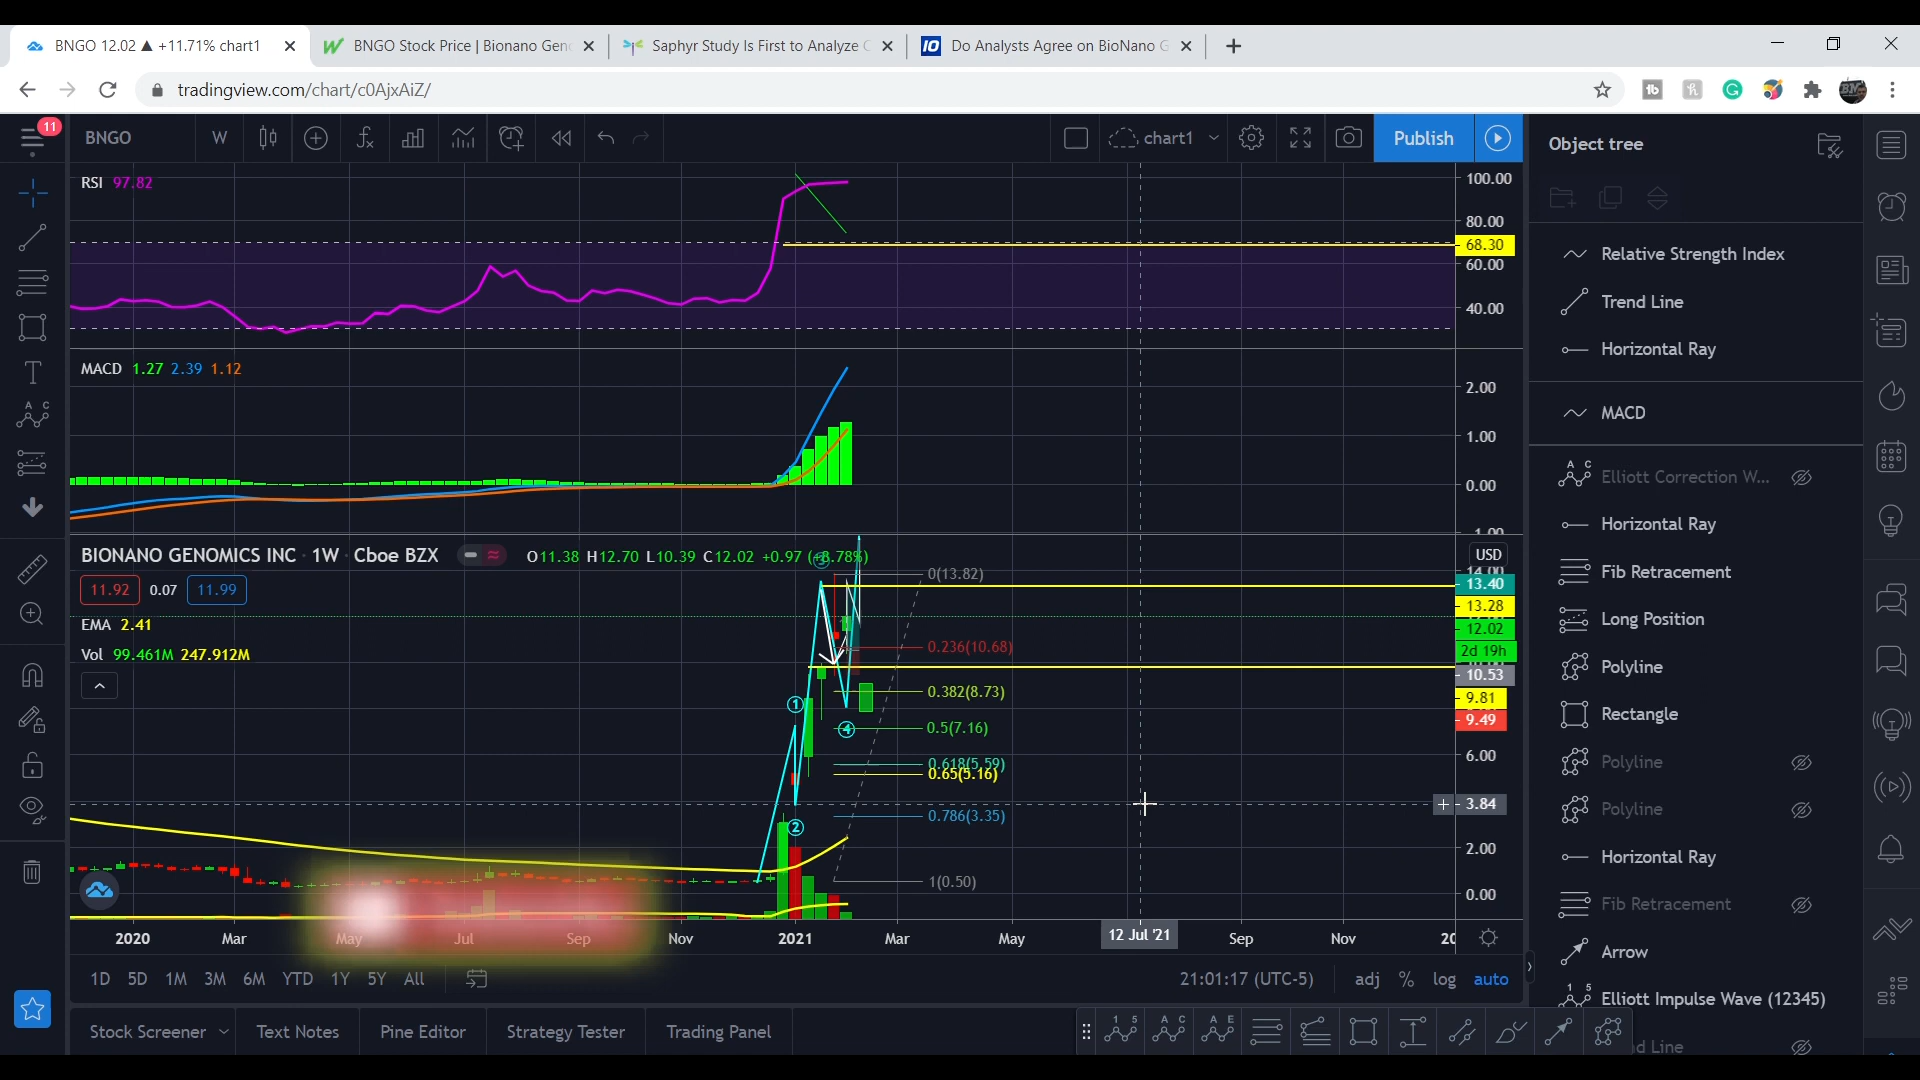 BNGO 12.02 ▲ +11.71% chart1
BNGO Stock Price | Bionano Gen
Saphyr Study Is First to Analyze
Do Analysts Agree on BioNano G
tradingview.com/chart/c0AjxAiZ/
11
BNGO
W
chart1
Publish
Object tree
RSI 97.82
100.00
80.00
68.30
60.00
40.00
Relative Strength Index
Trend Line
Horizontal Ray
MACD 1.27 2.39 1.12
2.00
1.00
0.00
-1.00
MACD
Elliott Correction W...
Horizontal Ray
Fib Retracement
Long Position
Polyline
Rectangle
Polyline
Polyline
Horizontal Ray
Fib Retracement
Arrow
Elliott Impulse Wave (12345)
BIONANO GENOMICS INC · 1W · Cboe BZX
O11.38 H12.70 L10.39 C12.02 +0.97 (+8.78%)
11.92 0.07 11.99
EMA 2.41
Vol 99.461M 247.912M
USD
14.00
13.40
13.28
12.02
2d 19h
10.53
9.81
9.49
6.00
3.84
2.00
0.00
0(13.82)
0.236(10.68)
0.382(8.73)
0.5(7.16)
0.618(5.59)
0.65(5.16)
0.786(3.35)
1(0.50)
1
2
3
4
2020 Mar May Jul Sep Nov 2021 Mar May 12 Jul '21 Sep Nov 20
1D 5D 1M 3M 6M YTD 1Y 5Y All
21:01:17 (UTC-5) adj % log auto
Stock Screener Text Notes Pine Editor Strategy Tester Trading Panel